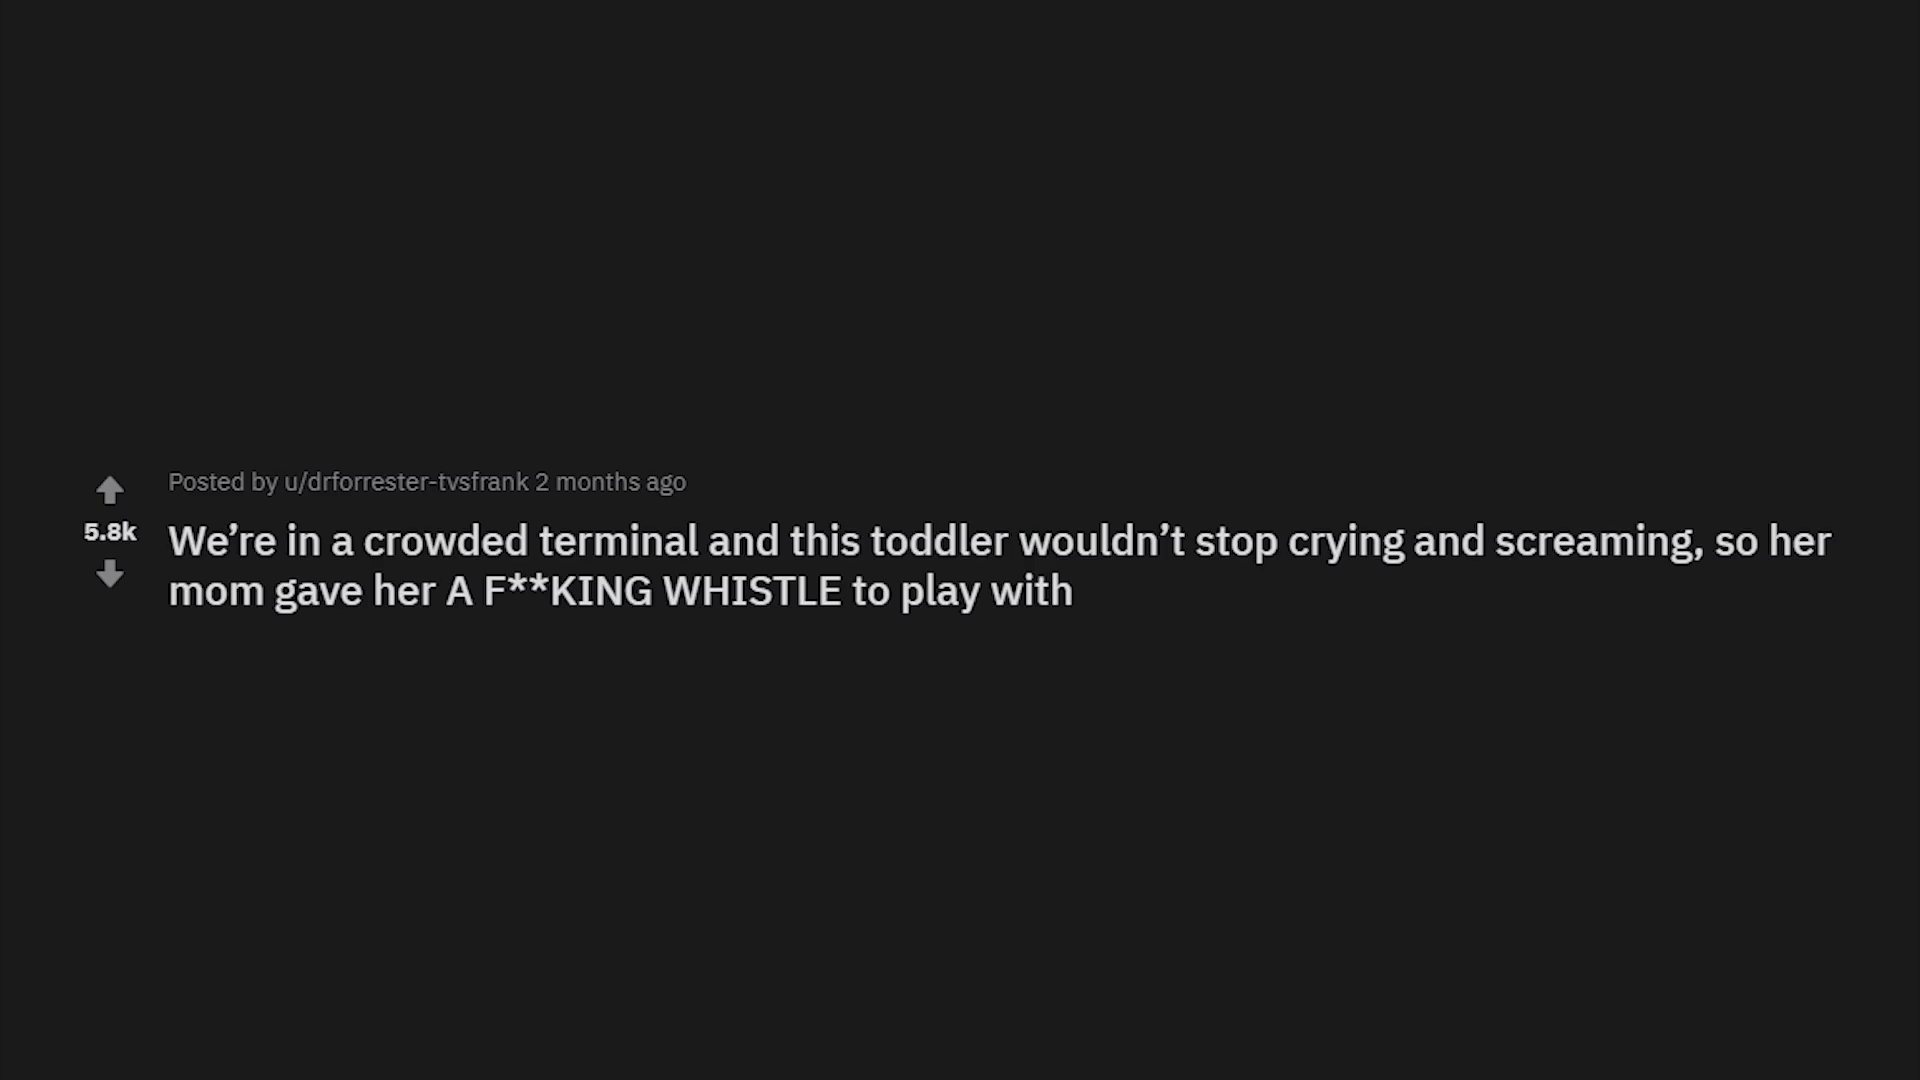 Posted by u/drforrester-tvsfrank 2 months ago
5.8k
We’re in a crowded terminal and this toddler wouldn’t stop crying and screaming, so her
mom gave her A F**KING WHISTLE to play with